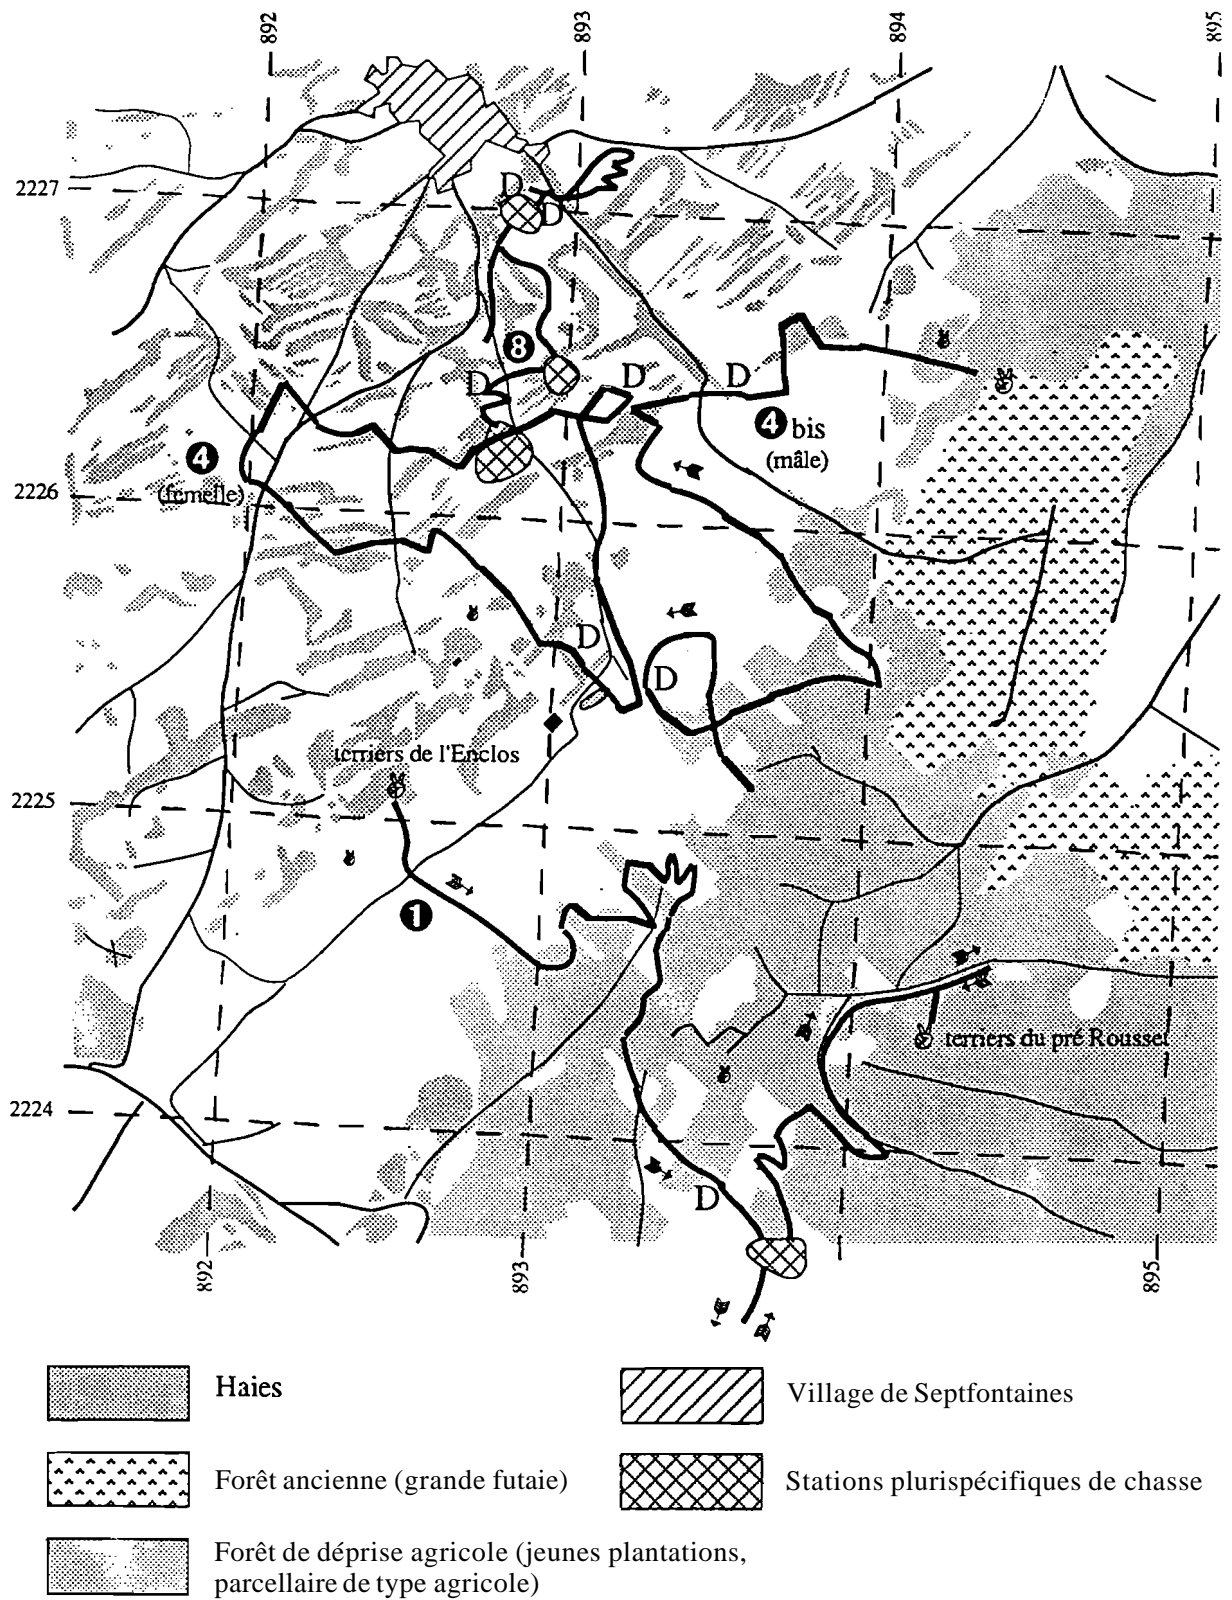 892
893
894
895
2227
D
D
8
D
D
D
4 bis
(mâle)
4
(femelle)
2226
D
D
terriers de l'Enclos
2225
1
terriers du pré Rousset
2224
D
892
893
895
Haies
Village de Septfontaines
Forêt ancienne (grande futaie)
Stations plurispécifiques de chasse
Forêt de déprise agricole (jeunes plantations,
parcellaire de type agricole)